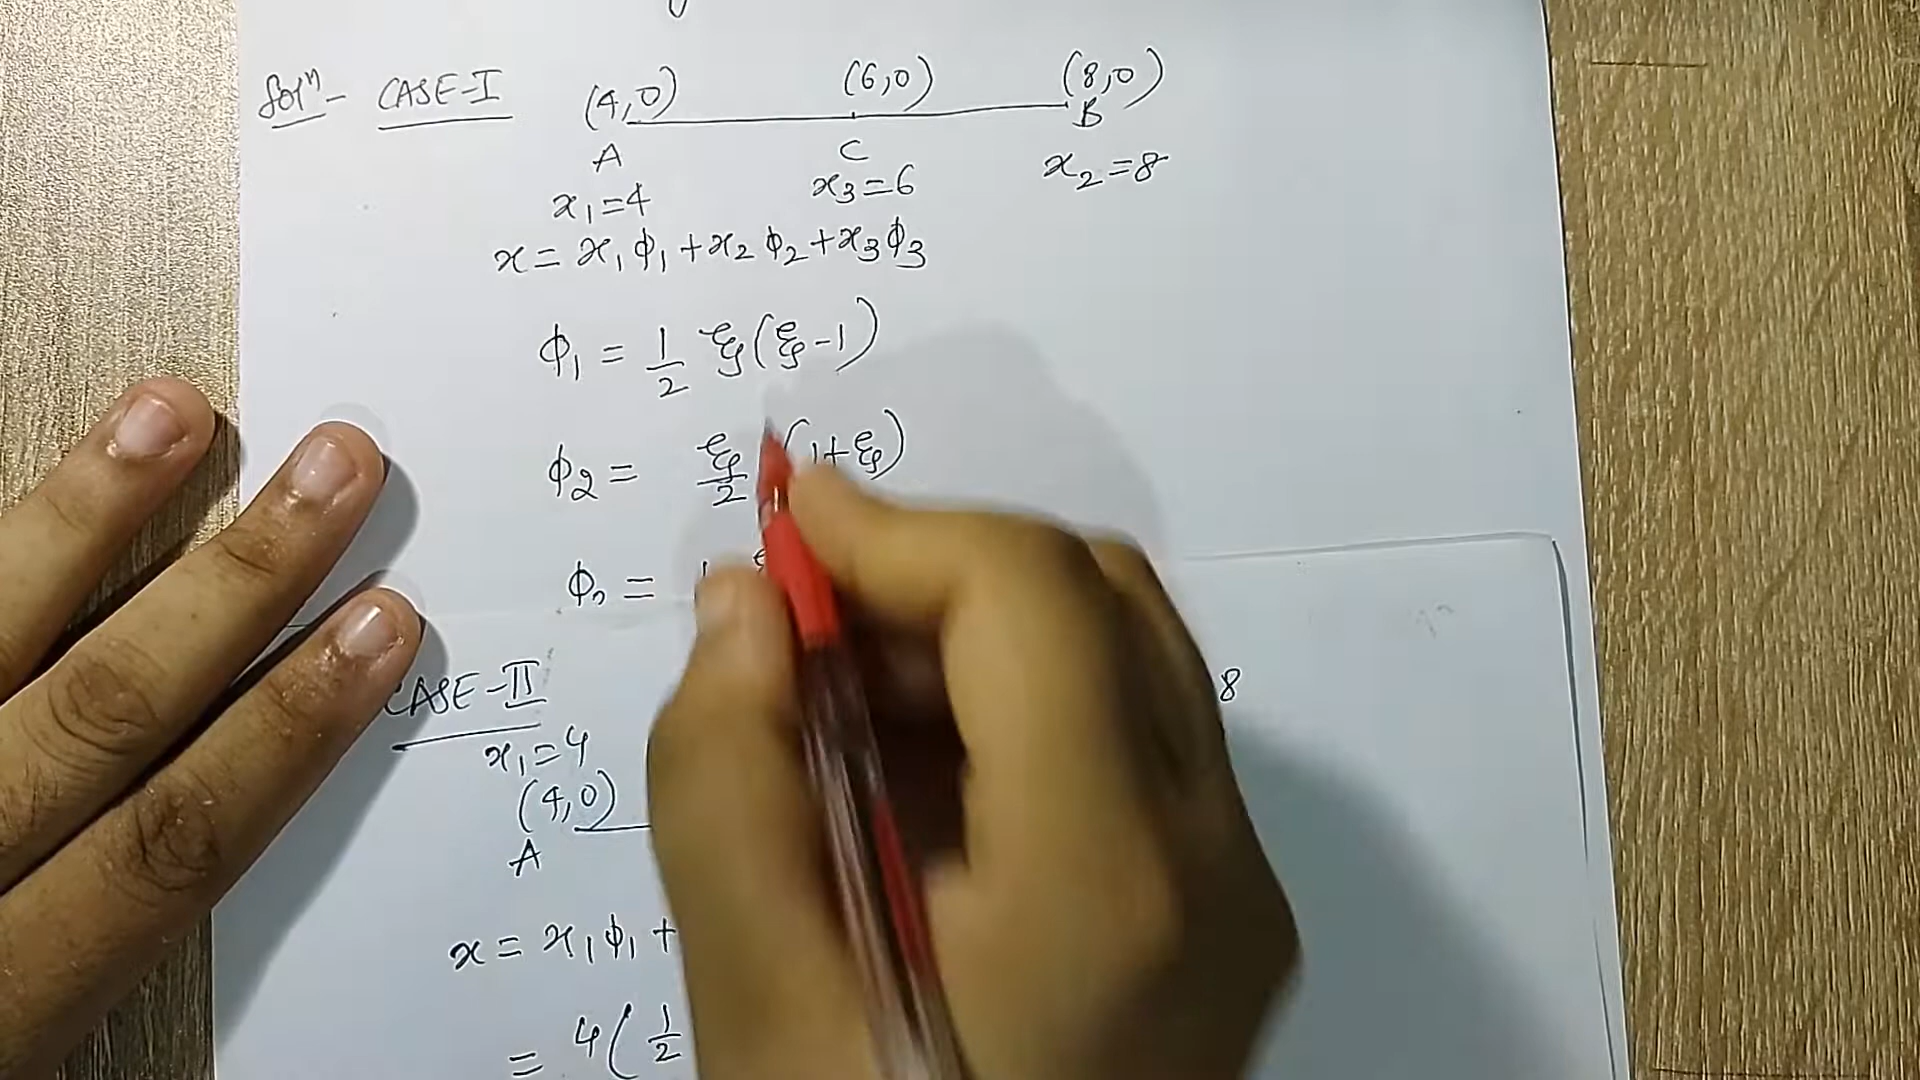 Solⁿ- CASE-I (4,0) (6,0) (8,0)
A C B
x₁=4 x₃=6 x₂=8
x = x₁ϕ₁ + x₂ϕ₂ + x₃ϕ₃
ϕ₁ = 1/2 ξ(ξ-1)
ϕ₂ = ξ/2 (1+ξ)
=
CASE-II 8
x₁=4
(4,0)
A
x = x₁ϕ₁ +
= 4(1/2